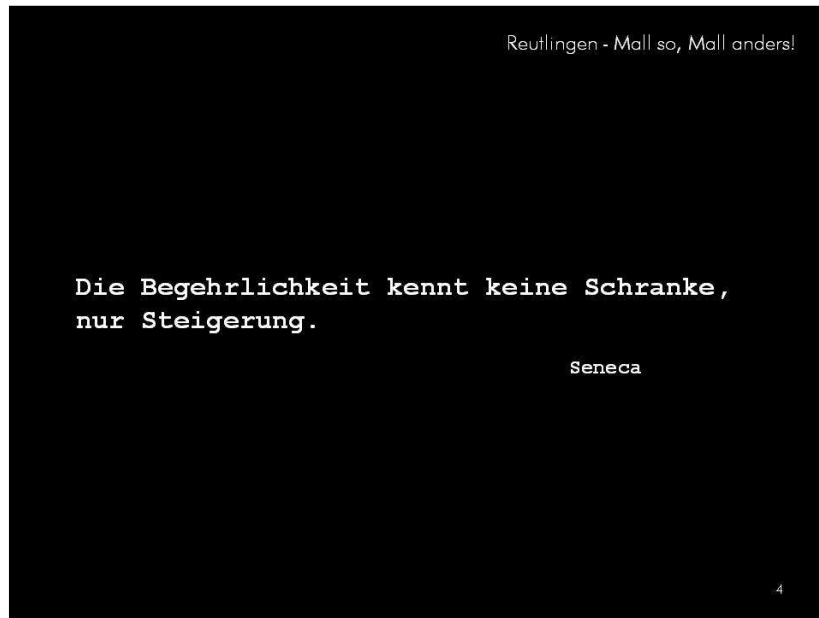 Reutlingen - Mall so, Mall anders!
Die Begehrlichkeit kennt keine Schranke,
nur Steigerung.
Seneca
4